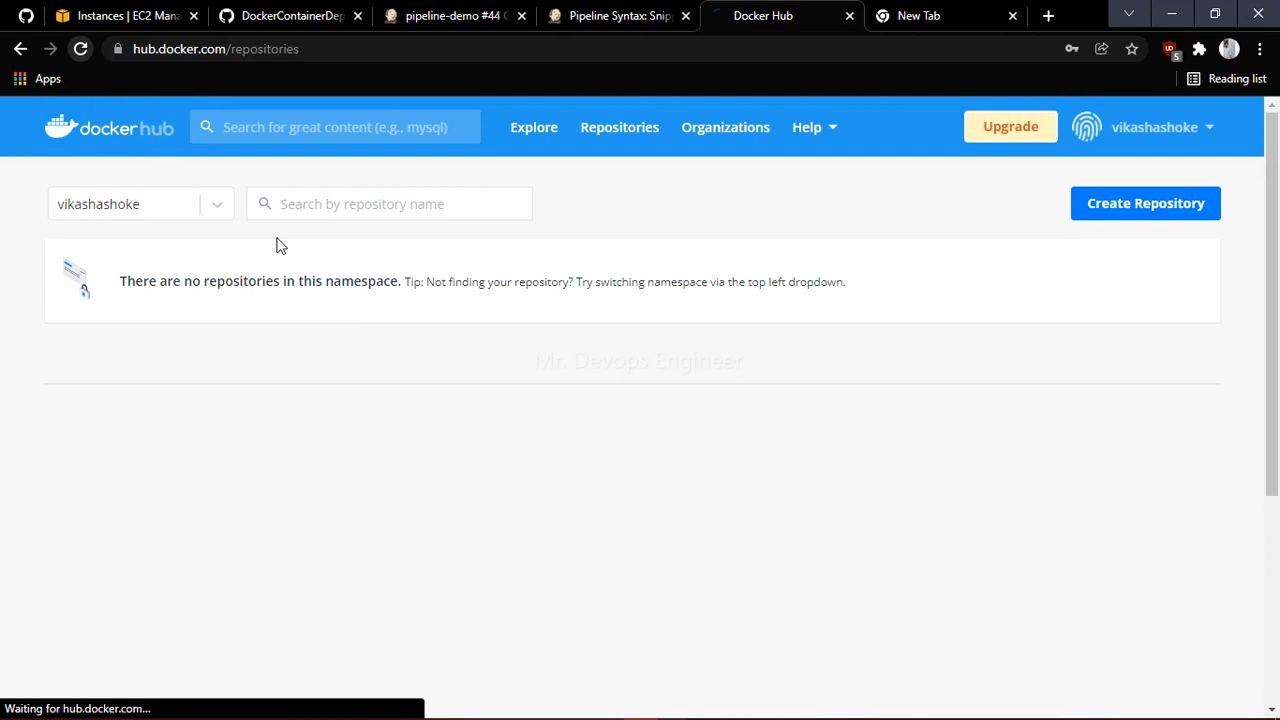 Instances | EC2 Mana
DockerContainerDep
pipeline-demo #44 C
Pipeline Syntax: Snipp
Docker Hub
New Tab
hub.docker.com/repositories
5
Apps
Reading list
dockerhub
Search for great content (e.g., mysql)
Explore
Repositories
Organizations
Help
Upgrade
vikashashoke
vikashashoke
Search by repository name
Create Repository
There are no repositories in this namespace. Tip: Not finding your repository? Try switching namespace via the top left dropdown.
Mr. Devops Engineer
Waiting for hub.docker.com...